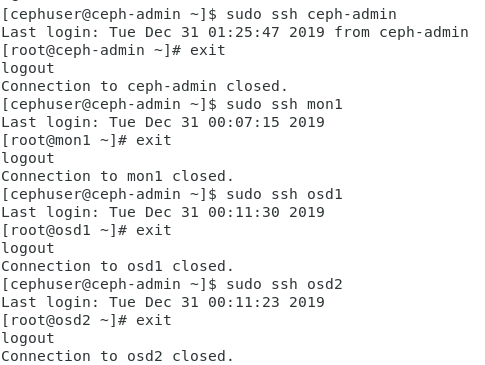 [cephuser@ceph-admin ~]$ sudo ssh ceph-admin
Last login: Tue Dec 31 01:25:47 2019 from ceph-admin
[root@ceph-admin ~]# exit
logout
Connection to ceph-admin closed.
[cephuser@ceph-admin ~]$ sudo ssh mon1
Last login: Tue Dec 31 00:07:15 2019
[root@mon1 ~]# exit
logout
Connection to mon1 closed.
[cephuser@ceph-admin ~]$ sudo ssh osd1
Last login: Tue Dec 31 00:11:30 2019
[root@osd1 ~]# exit
logout
Connection to osd1 closed.
[cephuser@ceph-admin ~]$ sudo ssh osd2
Last login: Tue Dec 31 00:11:23 2019
[root@osd2 ~]# exit
logout
Connection to osd2 closed.